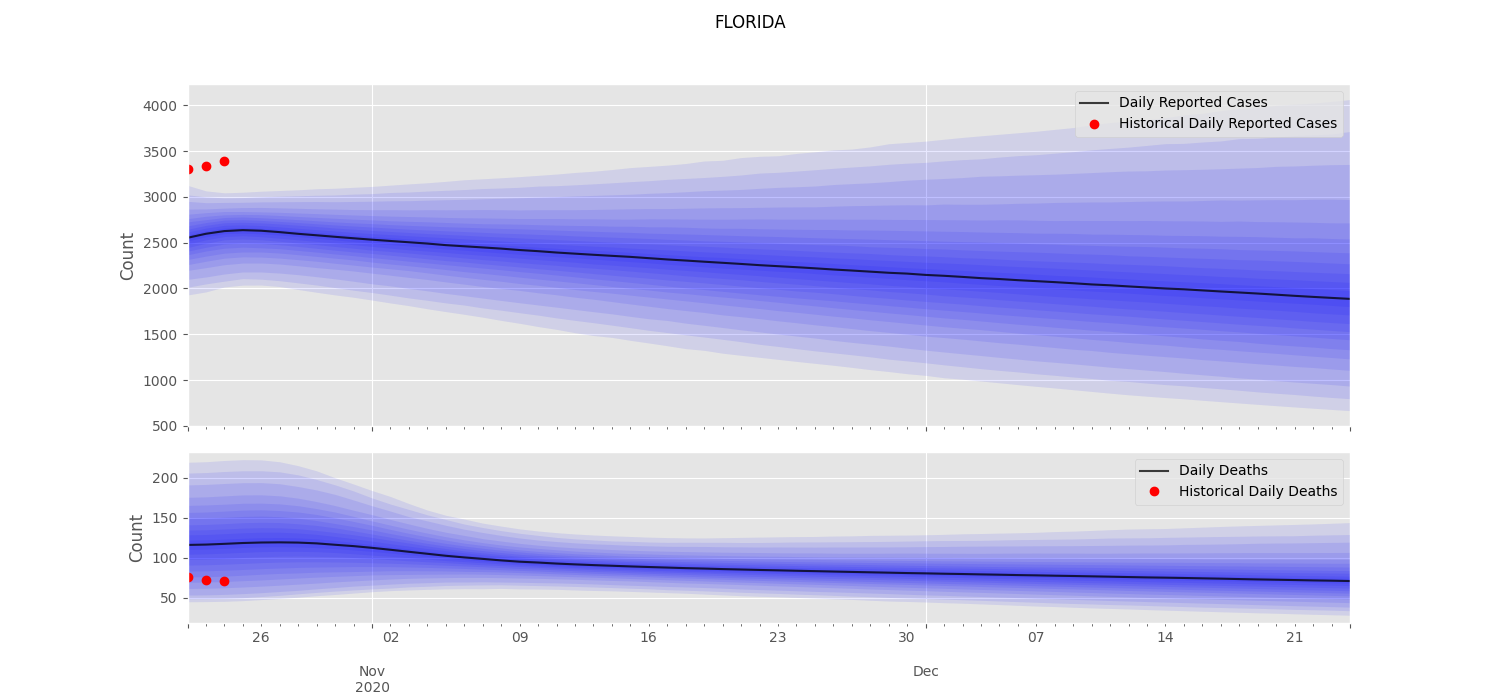 FLORIDA
Count
4000
3500
3000
2500
2000
1500
1000
500
Daily Reported Cases
Historical Daily Reported Cases
Count
200
150
100
50
Daily Deaths
Historical Daily Deaths
26 02 09 16 23 30 07 14 21
Nov Dec
2020